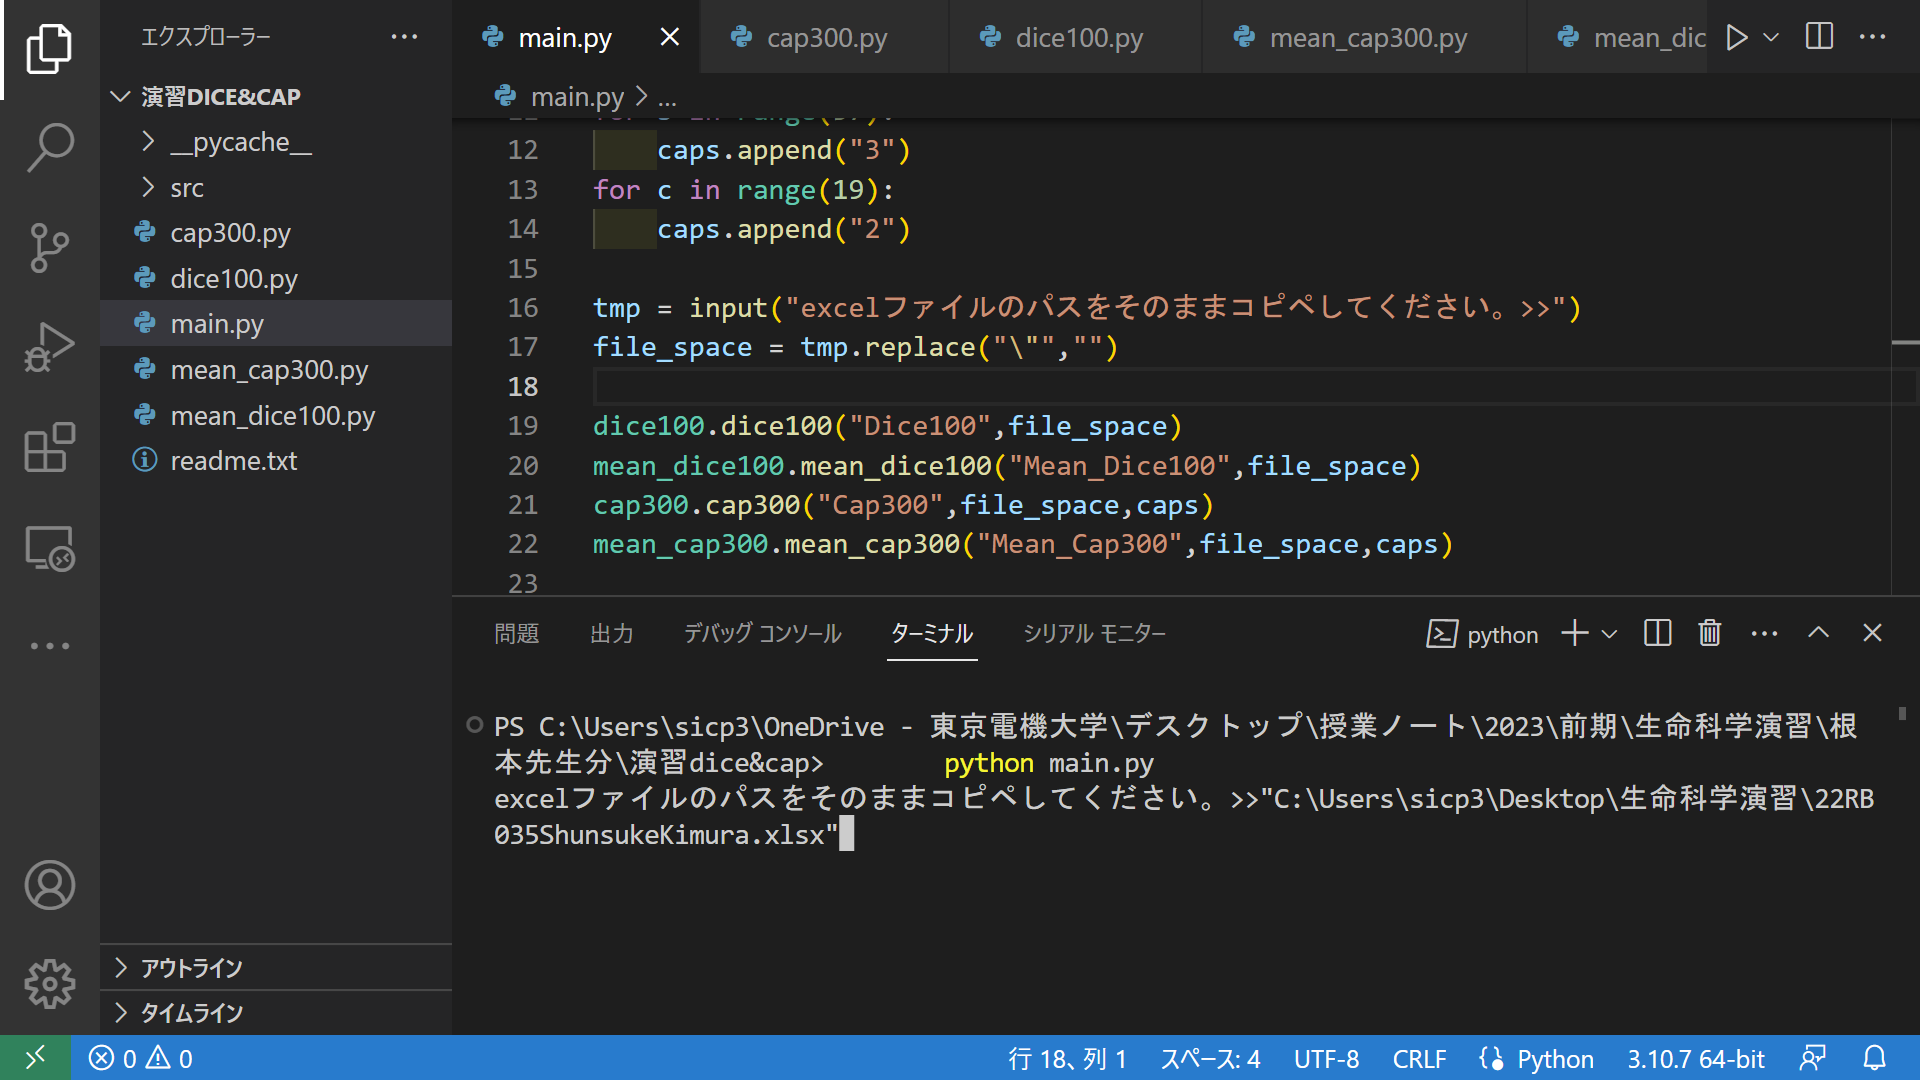 エクスプローラー
main.py
cap300.py
dice100.py
mean_cap300.py
mean_dic
演習DICE&CAP
main.py > ...
__pycache__
src
cap300.py
dice100.py
main.py
mean_cap300.py
mean_dice100.py
readme.txt
12 caps.append("3")
13 for c in range(19):
14 caps.append("2")
15
16 tmp = input("excelファイルのパスをそのままコピペしてください。>>")
17 file_space = tmp.replace("\"","")
18
19 dice100.dice100("Dice100",file_space)
20 mean_dice100.mean_dice100("Mean_Dice100",file_space)
21 cap300.cap300("Cap300",file_space,caps)
22 mean_cap300.mean_cap300("Mean_Cap300",file_space,caps)
23
問題 出力 デバッグ コンソール ターミナル シリアル モニター
python
PS C:\Users\sicp3\OneDrive - 東京電機大学\デスクトップ\授業ノート\2023\前期\生命科学演習\根
本先生分\演習dice&cap> python main.py
excelファイルのパスをそのままコピペしてください。>>"C:\Users\sicp3\Desktop\生命科学演習\22RB
035ShunsukeKimura.xlsx"
アウトライン
タイムライン
0 0
行 18、列 1 スペース: 4 UTF-8 CRLF Python 3.10.7 64-bit